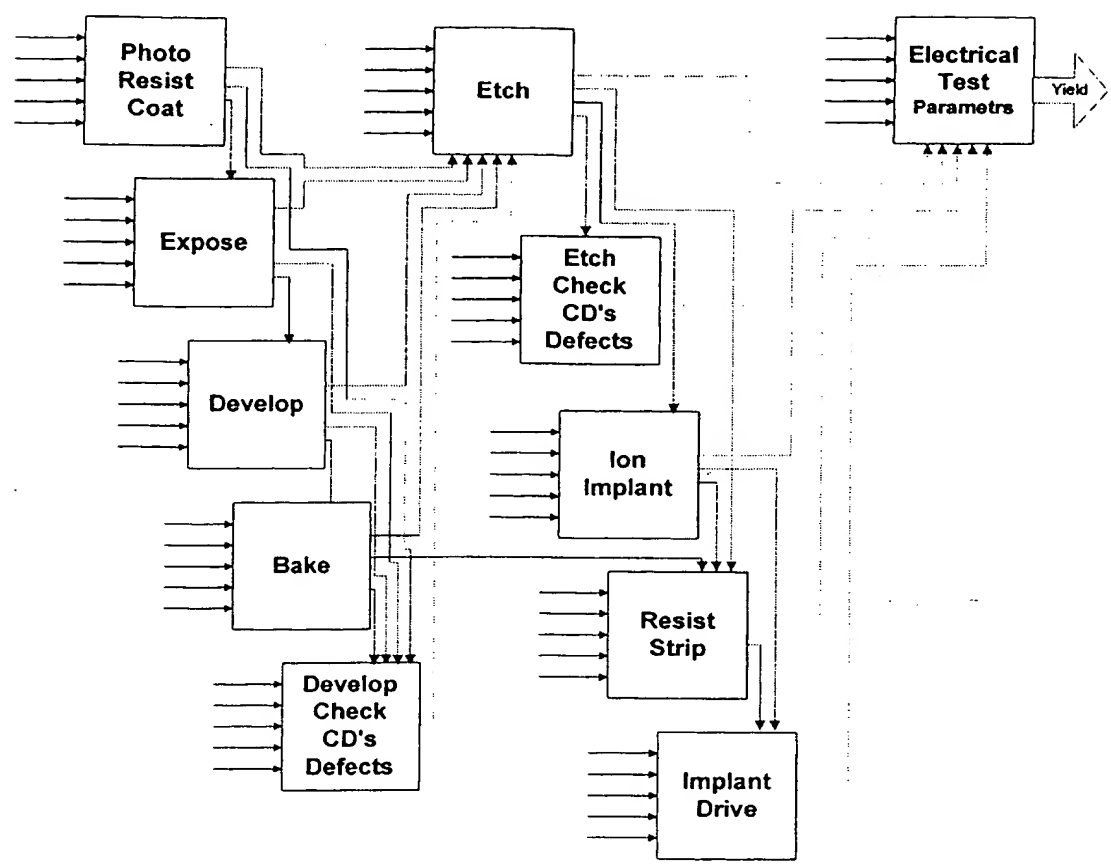 Photo
Resist
Coat
Expose
Develop
Bake
Develop
Check
CD's
Defects
Etch
Etch
Check
CD's
Defects
Ion
Implant
Resist
Strip
Implant
Drive
Electrical
Test
Parametrs
Yield